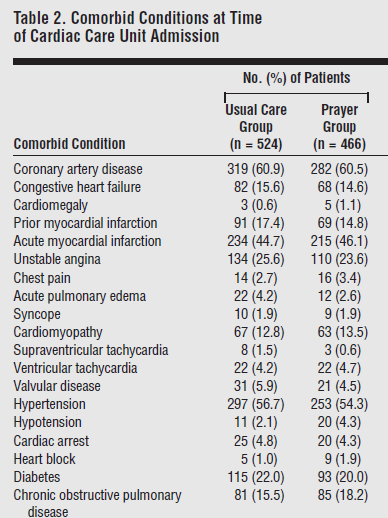 Table 2. Comorbid Conditions at Time
of Cardiac Care Unit Admission
No. (%) of Patients
Usual Care Prayer
Group Group
Comorbid Condition (n = 524) (n = 466)
Coronary artery disease 319 (60.9) 282 (60.5)
Congestive heart failure 82 (15.6) 68 (14.6)
Cardiomegaly 3 (0.6) 5 (1.1)
Prior myocardial infarction 91 (17.4) 69 (14.8)
Acute myocardial infarction 234 (44.7) 215 (46.1)
Unstable angina 134 (25.6) 110 (23.6)
Chest pain 14 (2.7) 16 (3.4)
Acute pulmonary edema 22 (4.2) 12 (2.6)
Syncope 10 (1.9) 9 (1.9)
Cardiomyopathy 67 (12.8) 63 (13.5)
Supraventricular tachycardia 8 (1.5) 3 (0.6)
Ventricular tachycardia 22 (4.2) 22 (4.7)
Valvular disease 31 (5.9) 21 (4.5)
Hypertension 297 (56.7) 253 (54.3)
Hypotension 11 (2.1) 20 (4.3)
Cardiac arrest 25 (4.8) 20 (4.3)
Heart block 5 (1.0) 9 (1.9)
Diabetes 115 (22.0) 93 (20.0)
Chronic obstructive pulmonary 81 (15.5) 85 (18.2)
disease